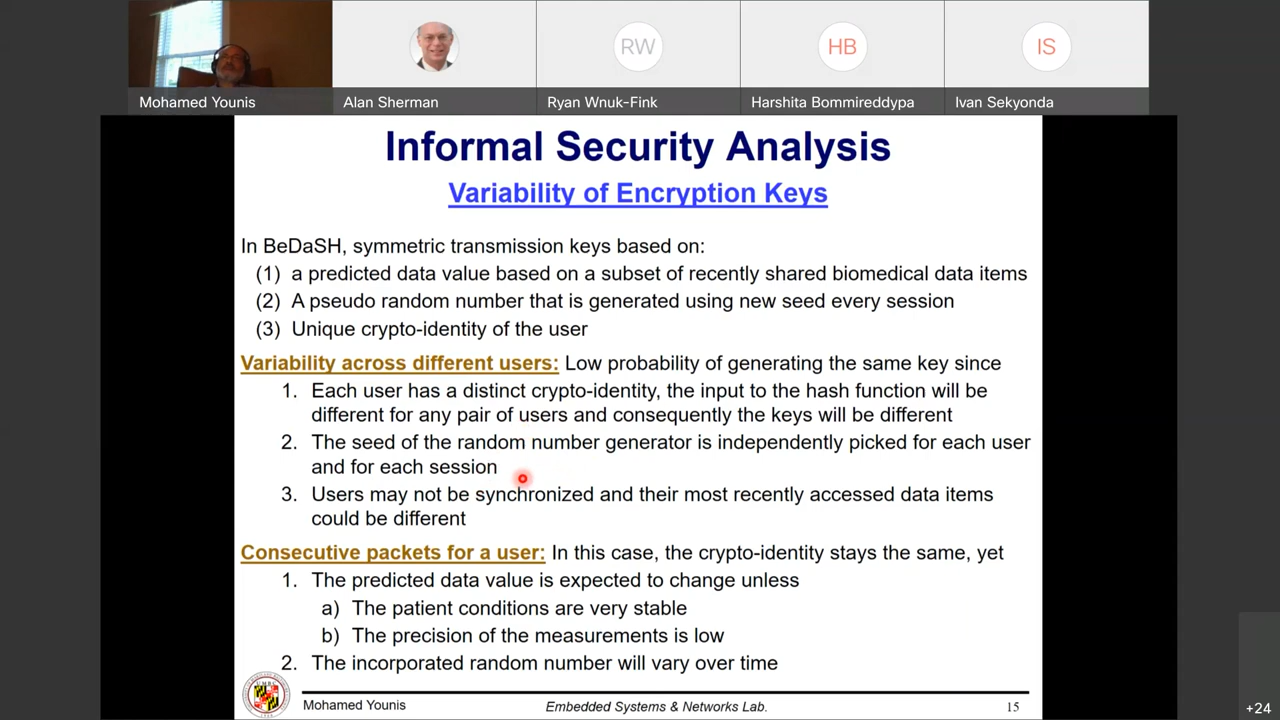 RW
HB
IS
Mohamed Younis
Alan Sherman
Ryan Wnuk-Fink
Harshita Bommireddypa
Ivan Sekyonda
Informal Security Analysis
Variability of Encryption Keys
In BeDaSH, symmetric transmission keys based on:
(1) a predicted data value based on a subset of recently shared biomedical data items
(2) A pseudo random number that is generated using new seed every session
(3) Unique crypto-identity of the user
Variability across different users: Low probability of generating the same key since
1. Each user has a distinct crypto-identity, the input to the hash function will be
different for any pair of users and consequently the keys will be different
2. The seed of the random number generator is independently picked for each user
and for each session
3. Users may not be synchronized and their most recently accessed data items
could be different
Consecutive packets for a user: In this case, the crypto-identity stays the same, yet
1. The predicted data value is expected to change unless
a) The patient conditions are very stable
b) The precision of the measurements is low
2. The incorporated random number will vary over time
UMBC
Mohamed Younis
Embedded Systems & Networks Lab.
15
+24